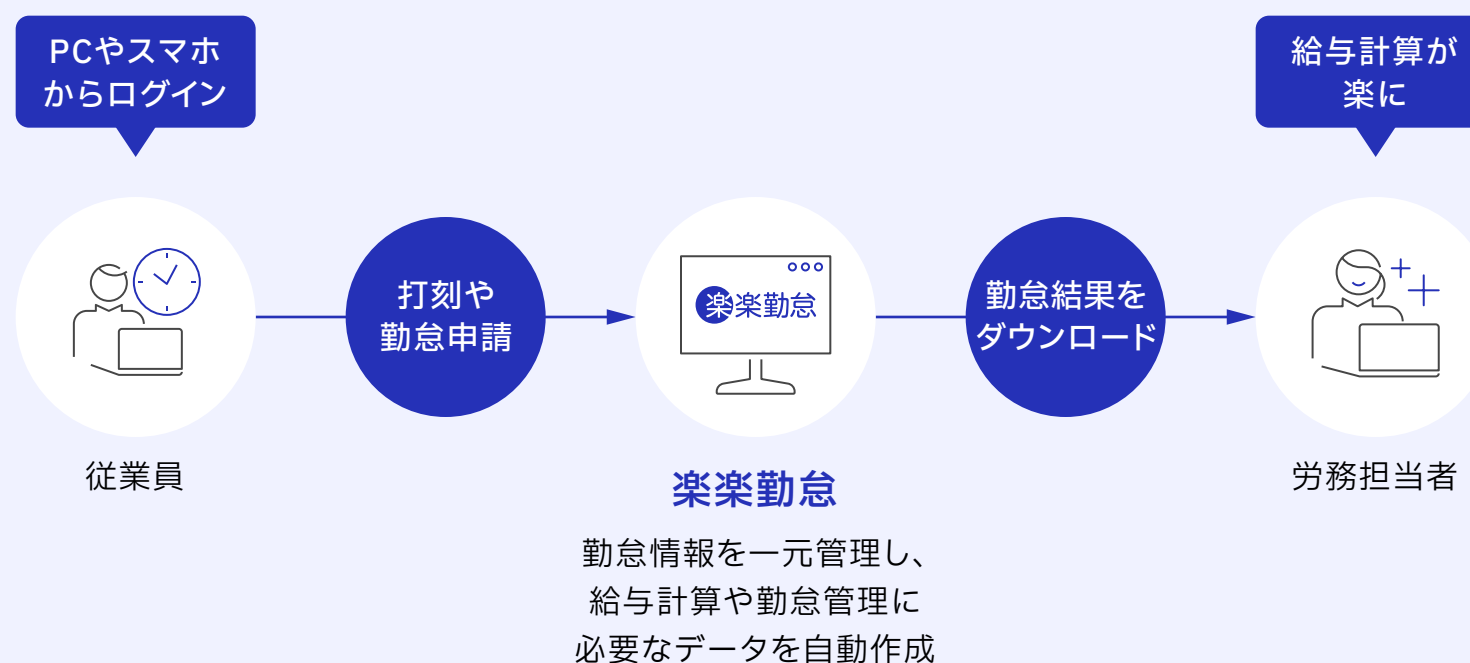 PCやスマホ
からログイン
給与計算が
楽に
打刻や
勤怠申請
楽楽勤怠
勤怠結果を
ダウンロード
従業員
楽楽勤怠
労務担当者
勤怠情報を一元管理し、
給与計算や勤怠管理に
必要なデータを自動作成